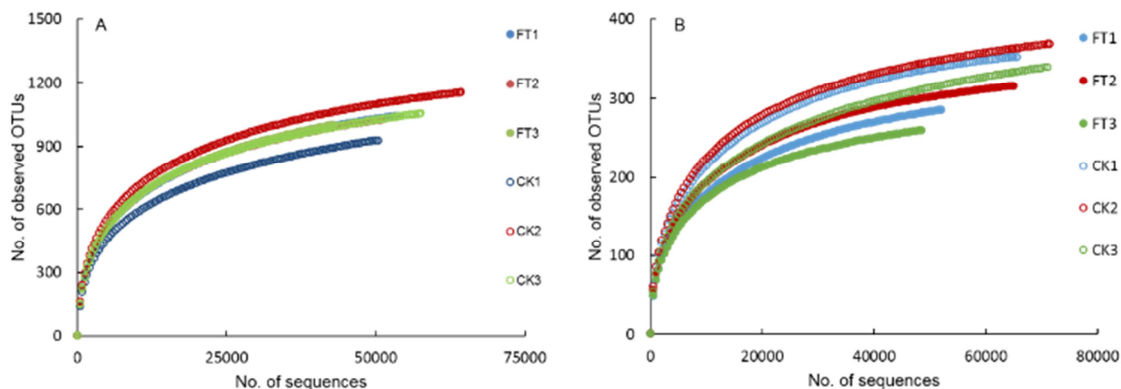 A
No. of observed OTUs
1500
1200
900
600
300
0
0
25000
50000
75000
No. of sequences
FT1
FT2
FT3
CK1
CK2
CK3
B
No. of observed OTUs
400
300
200
100
0
0
20000
40000
60000
80000
No. of sequences
FT1
FT2
FT3
CK1
CK2
CK3